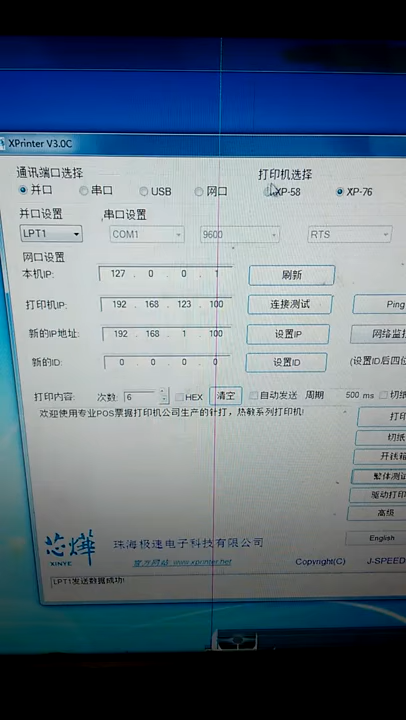 XPrinter V3.0C
通讯端口选择 打印机选择
并口 串口 USB 网口 XP-58 XP-76
并口设置 串口设置
LPT1 COM1 9600 RTS
网口设置
本机IP: 127 . 0 . 0 . 1 刷新
打印机IP: 192 . 168 . 123 . 100 连接测试 Ping
新的IP地址: 192 . 168 . 1 . 100 设置IP 网络监
新的ID: 0 . 0 . 0 . 0 设置ID (设置ID后四位
打印内容: 次数: 6 HEX 清空 自动发送 周期 500 ms 切纸
欢迎使用专业POS票据打印机公司生产的针打,热敏系列打印机! 打印
切纸
开钱箱
整体测试
驱动打印
高级
芯烨 珠海极速电子科技有限公司 English
XINYE www.xprinter.net Copyright(C) J-SPEED
LPT1发送数据成功!